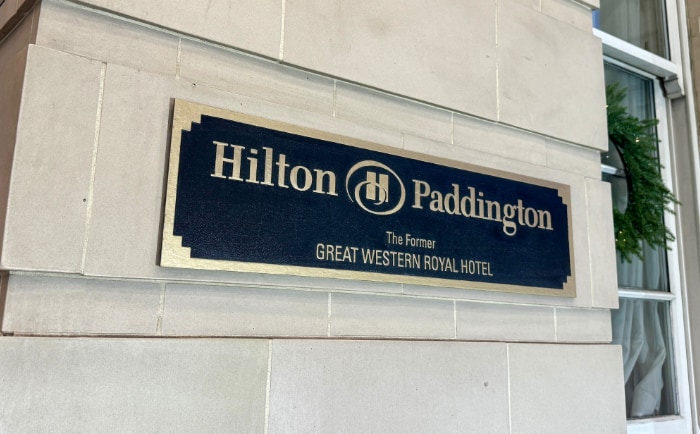 Hilton Paddington
The Former
GREAT WESTERN ROYAL HOTEL